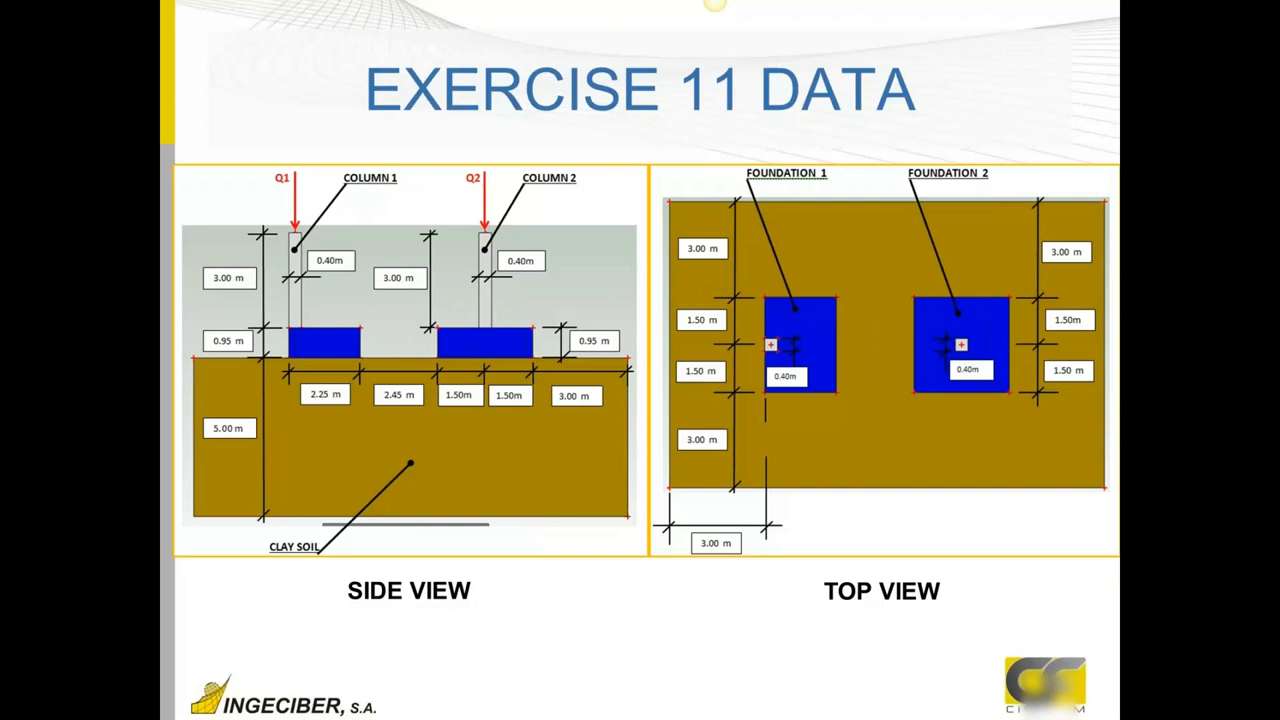 EXERCISE 11 DATA
Q1
COLUMN 1
Q2
COLUMN 2
0.40m
0.40m
3.00 m
3.00 m
0.95 m
0.95 m
2.25 m
2.45 m
1.50m
1.50m
3.00 m
5.00 m
CLAY SOIL
SIDE VIEW
FOUNDATION 1
FOUNDATION 2
3.00 m
3.00 m
1.50 m
1.50m
1.50 m
0.40m
0.40m
1.50 m
3.00 m
3.00 m
TOP VIEW
INGECIBER, S.A.